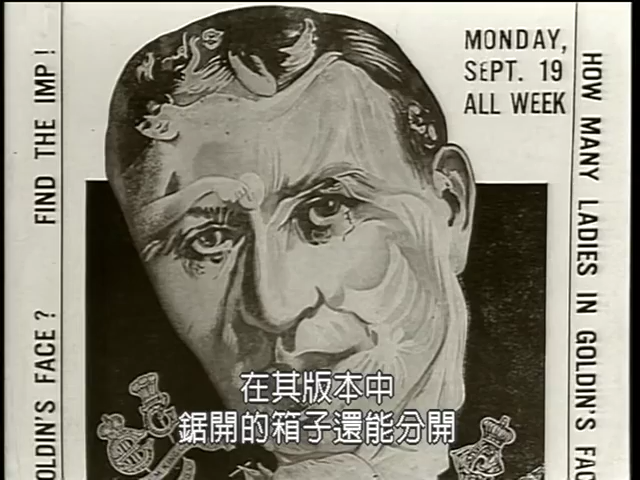 MONDAY,
SEPT. 19
ALL WEEK
FIND THE IMP!
OLDIN'S FACE?
HOW MANY LADIES IN GOLDIN'S FAC
在其版本中
鋸開的箱子還能分開